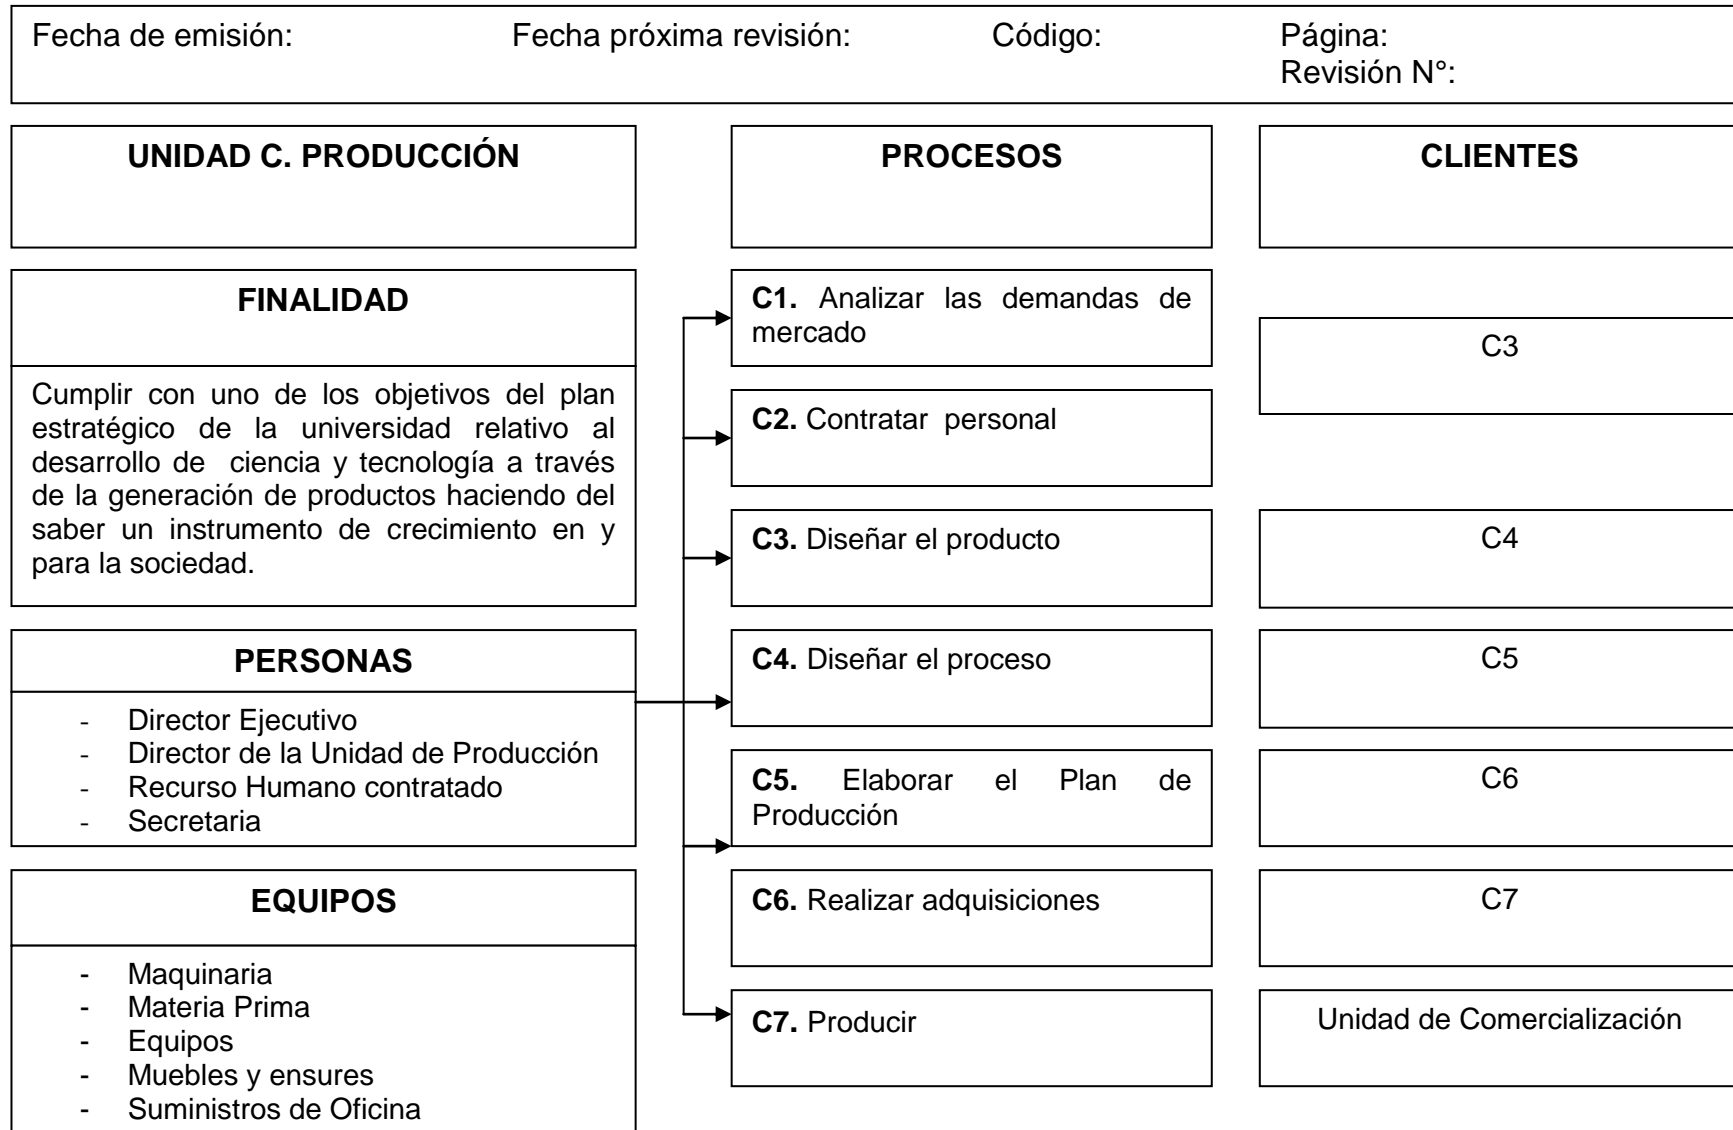 Fecha de emisión: Fecha próxima revisión: Código: Página:
Revisión N°:
UNIDAD C. PRODUCCIÓN
PROCESOS
CLIENTES
FINALIDAD
Cumplir con uno de los objetivos del plan
estratégico de la universidad relativo al
desarrollo de ciencia y tecnología a través
de la generación de productos haciendo del
saber un instrumento de crecimiento en y
para la sociedad.
PERSONAS
- Director Ejecutivo
- Director de la Unidad de Producción
- Recurso Humano contratado
- Secretaria
EQUIPOS
- Maquinaria
- Materia Prima
- Equipos
- Muebles y ensures
- Suministros de Oficina
C1. Analizar las demandas de
mercado
C2. Contratar personal
C3. Diseñar el producto
C4. Diseñar el proceso
C5. Elaborar el Plan de
Producción
C6. Realizar adquisiciones
C7. Producir
C3
C4
C5
C6
C7
Unidad de Comercialización